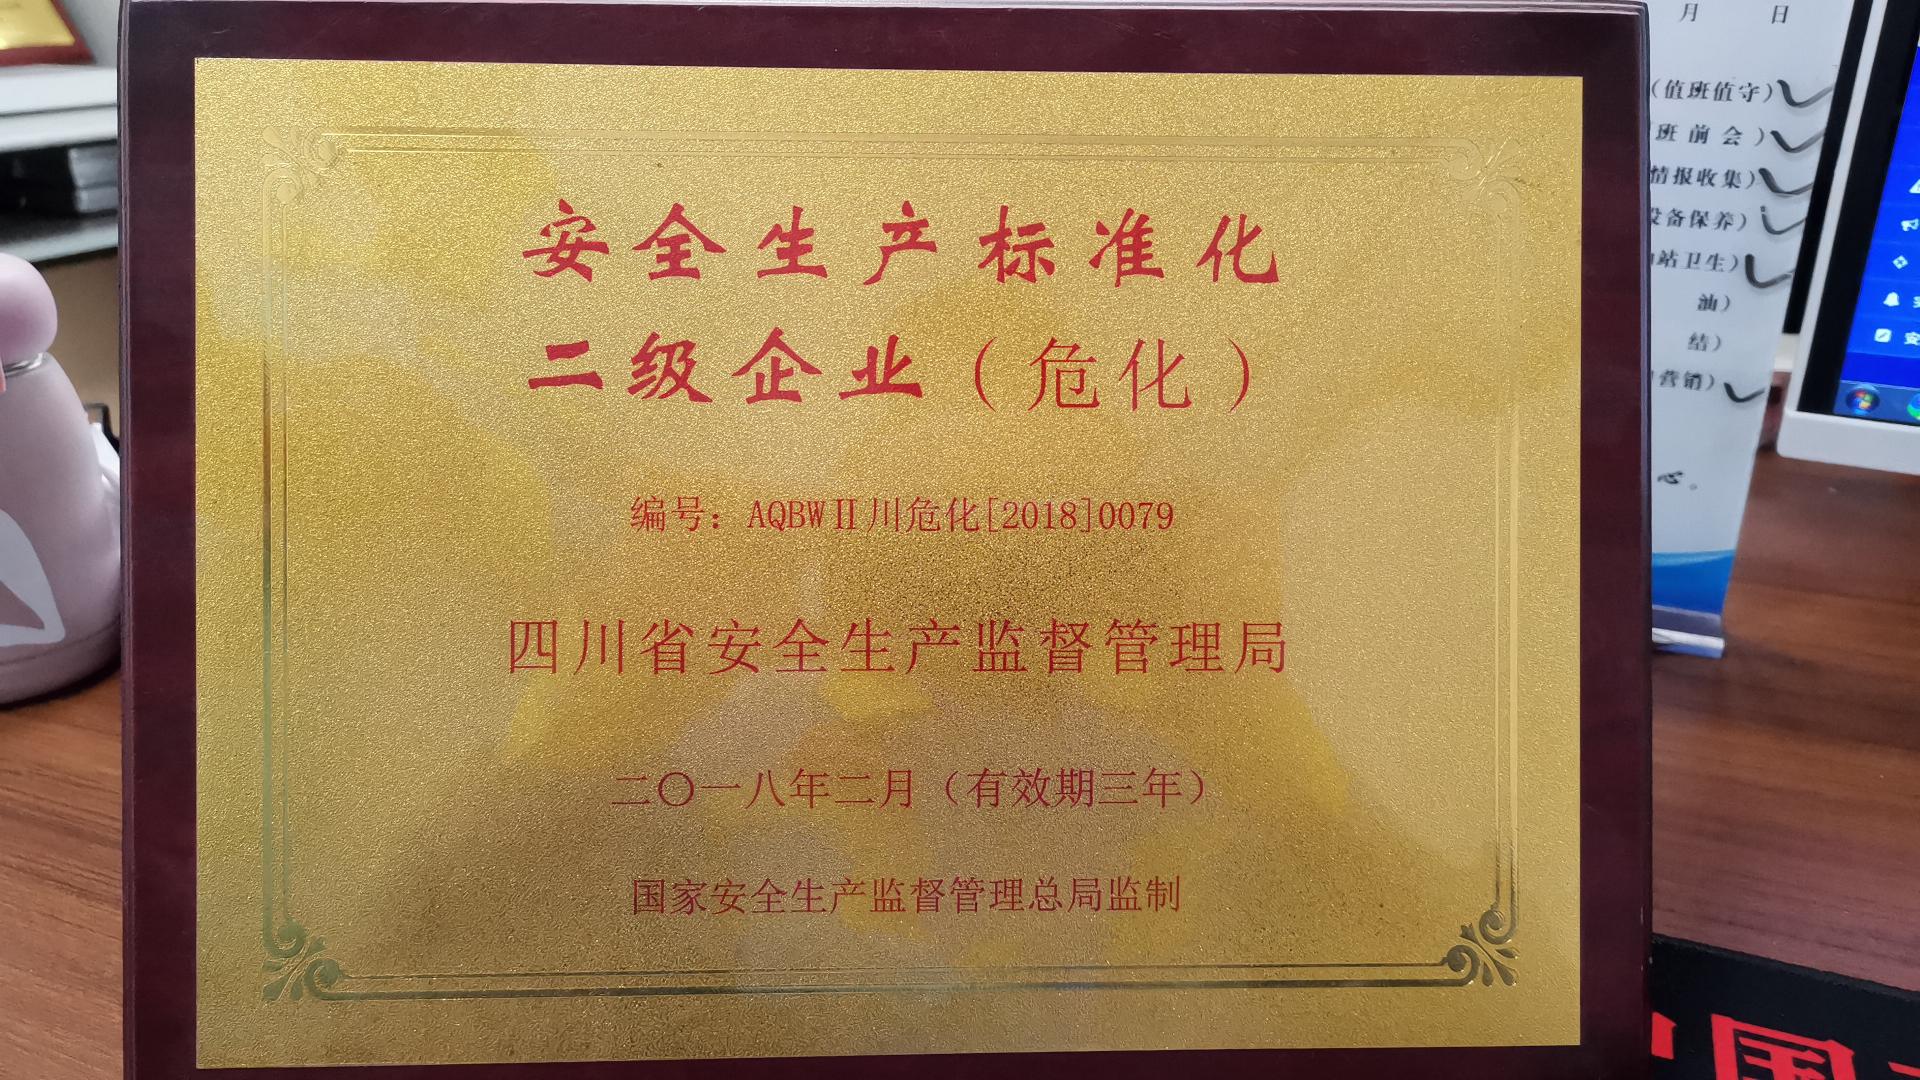 安全生产标准化
二级企业（危化）
编号：AQBWⅡ川危化[2018]0079
四川省安全生产监督管理局
二〇一八年二月（有效期三年）
国家安全生产监督管理总局监制
月 日
（值班值守）
班前会）
情报收集）
设备保养）
站卫生）
油）
结）
营销）
心。
安
中国